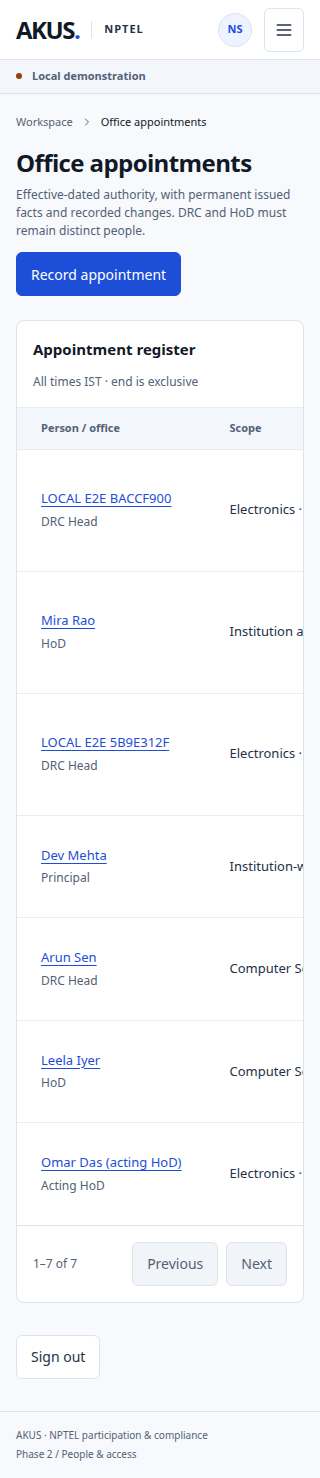 AKUS. NPTEL NS
Local demonstration
Workspace > Office appointments
Office appointments
Effective-dated authority, with permanent issued
facts and recorded changes. DRC and HoD must
remain distinct people.
Record appointment
Appointment register
All times IST · end is exclusive
Person / office Scope
LOCAL E2E BACCF900
DRC Head
Electronics ·
Mira Rao
HoD
Institution a
LOCAL E2E 5B9E312F
DRC Head
Electronics ·
Dev Mehta
Principal
Institution-w
Arun Sen
DRC Head
Computer Sc
Leela Iyer
HoD
Computer Sc
Omar Das (acting HoD)
Acting HoD
Electronics ·
1–7 of 7 Previous Next
Sign out
AKUS · NPTEL participation & compliance
Phase 2 / People & access